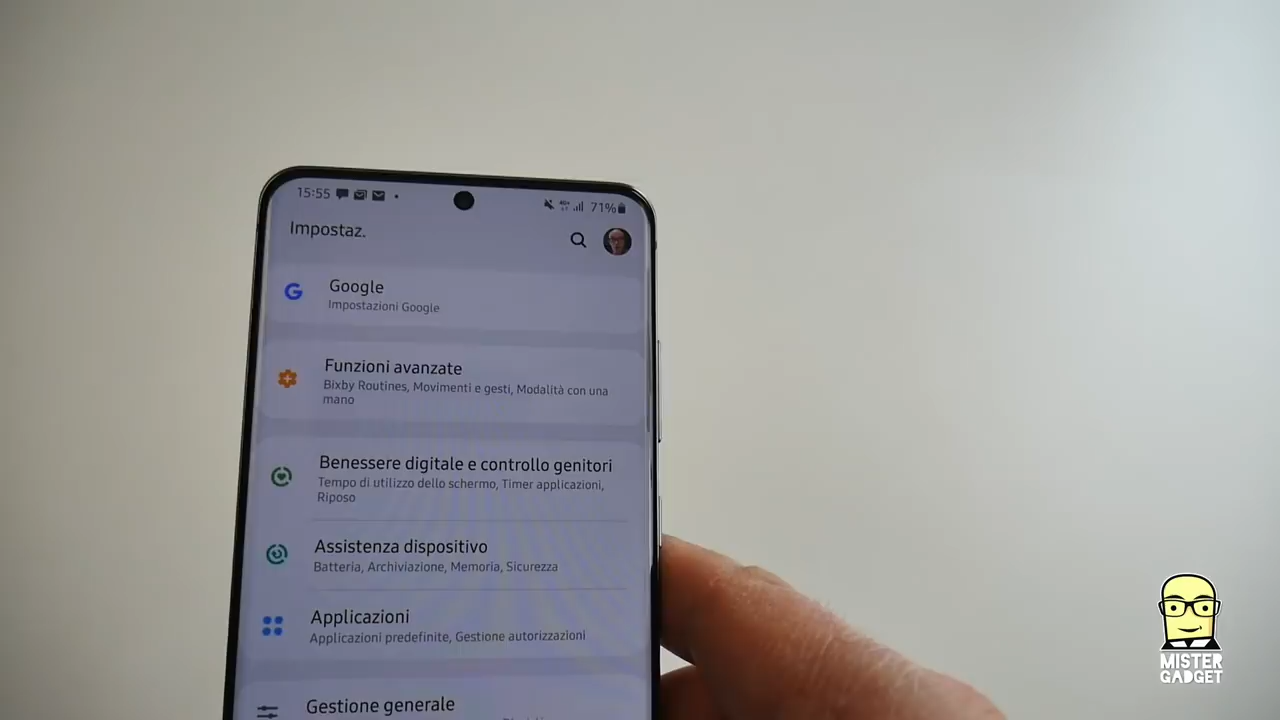 15:55
71%
Impostaz.
Google
Impostazioni Google
Funzioni avanzate
Bixby Routines, Movimenti e gesti, Modalità con una
mano
Benessere digitale e controllo genitori
Tempo di utilizzo dello schermo, Timer applicazioni,
Riposo
Assistenza dispositivo
Batteria, Archiviazione, Memoria, Sicurezza
Applicazioni
Applicazioni predefinite, Gestione autorizzazioni
Gestione generale
MISTER
GADGET